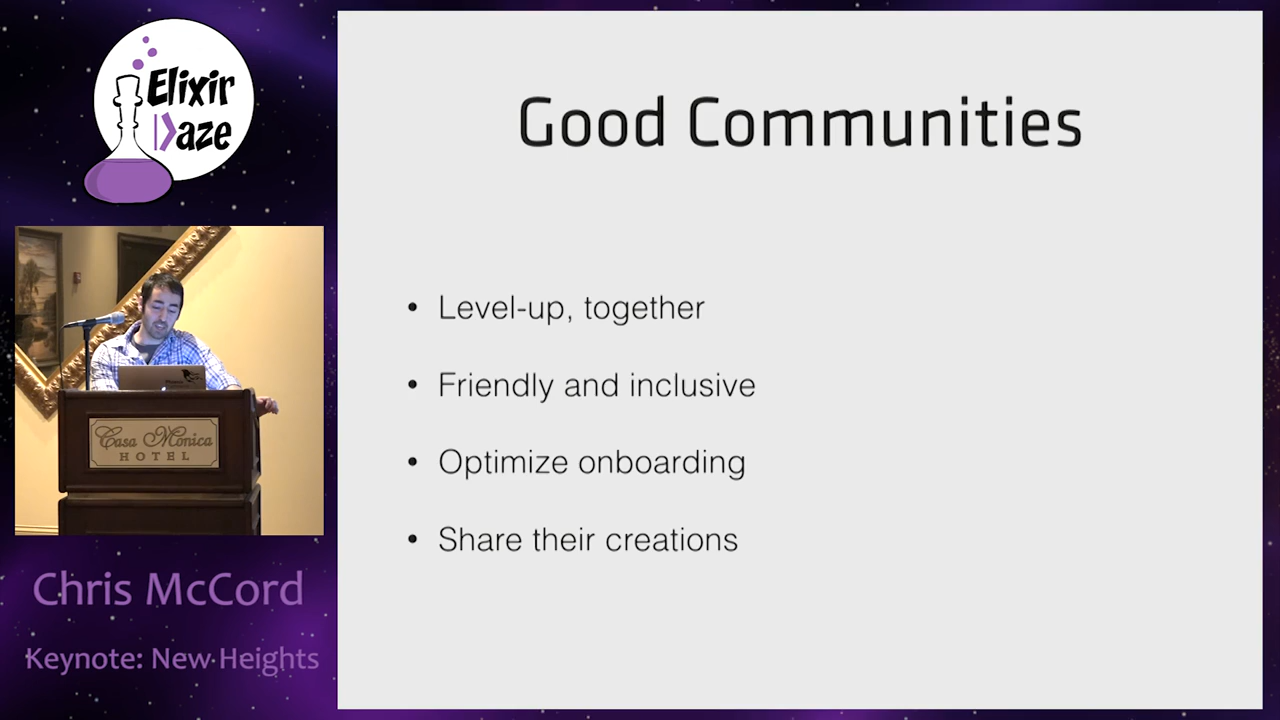 Elixir
Daze
Casa Monica
HOTEL
Chris McCord
Keynote: New Heights
Good Communities
• Level-up, together
• Friendly and inclusive
• Optimize onboarding
• Share their creations